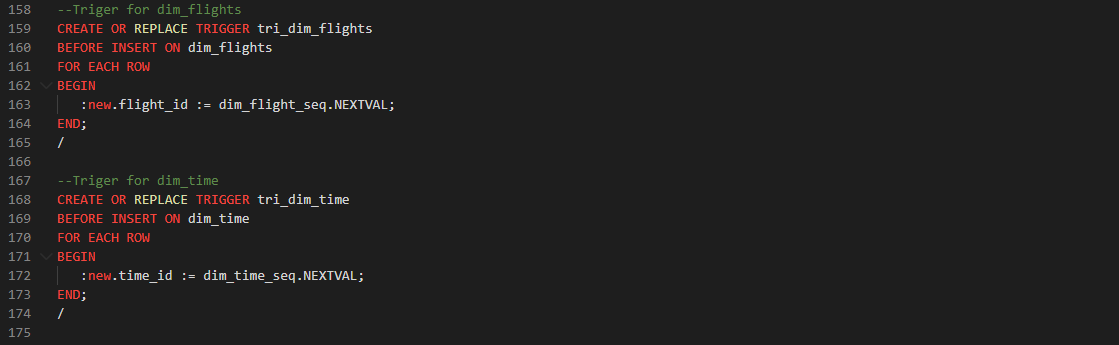 158 --Triger for dim_flights
159 CREATE OR REPLACE TRIGGER tri_dim_flights
160 BEFORE INSERT ON dim_flights
161 FOR EACH ROW
162 BEGIN
163    :new.flight_id := dim_flight_seq.NEXTVAL;
164 END;
165 /
166
167 --Triger for dim_time
168 CREATE OR REPLACE TRIGGER tri_dim_time
169 BEFORE INSERT ON dim_time
170 FOR EACH ROW
171 BEGIN
172    :new.time_id := dim_time_seq.NEXTVAL;
173 END;
174 /
175